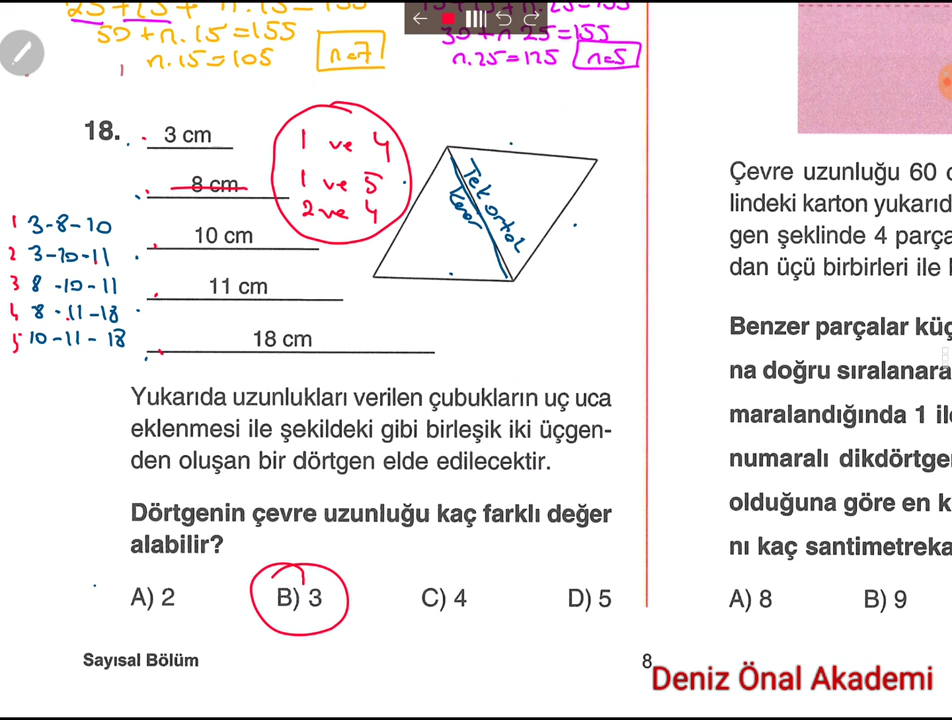 50 + n.15 = 155
n.15 = 105
n=7
n.25=155
n.25=125
n=5
18.
3 cm
8 cm
10 cm
11 cm
18 cm
1 ve 4
1 ve 5
2 ve 4
Tek ortak
kenar
1 3-8-10
2 3-10-11
3 8-10-11
4 8-11-18
5 10-11-18
Yukarıda uzunlukları verilen çubukların uç uca
eklenmesi ile şekildeki gibi birleşik iki üçgen-
den oluşan bir dörtgen elde edilecektir.
Dörtgenin çevre uzunluğu kaç farklı değer
alabilir?
A) 2 B) 3 C) 4 D) 5
Sayısal Bölüm
8
Çevre uzunluğu 60 c
lindeki karton yukarıd
gen şeklinde 4 parça
dan üçü birbirleri ile
Benzer parçalar küç
na doğru sıralanara
maralandığında 1 il
numaralı dikdörtge
olduğuna göre en k
nı kaç santimetreka
A) 8 B) 9
Deniz Önal Akademi